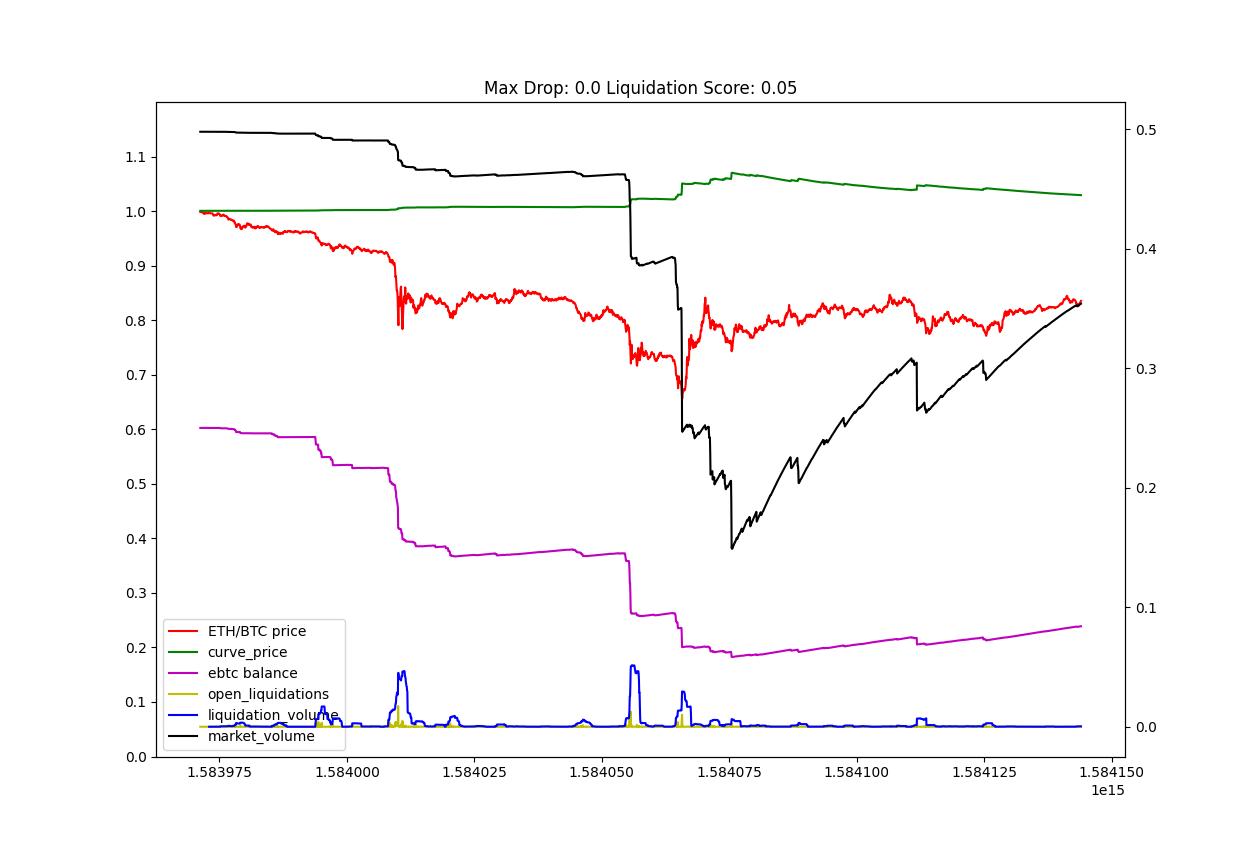 Max Drop: 0.0 Liquidation Score: 0.05
1.1
1.0
0.9
0.8
0.7
0.6
0.5
0.4
0.3
0.2
0.1
0.0
0.5
0.4
0.3
0.2
0.1
0.0
ETH/BTC price
curve_price
ebtc balance
open_liquidations
liquidation_volume
market_volume
1.583975 1.584000 1.584025 1.584050 1.584075 1.584100 1.584125 1.584150
1e15